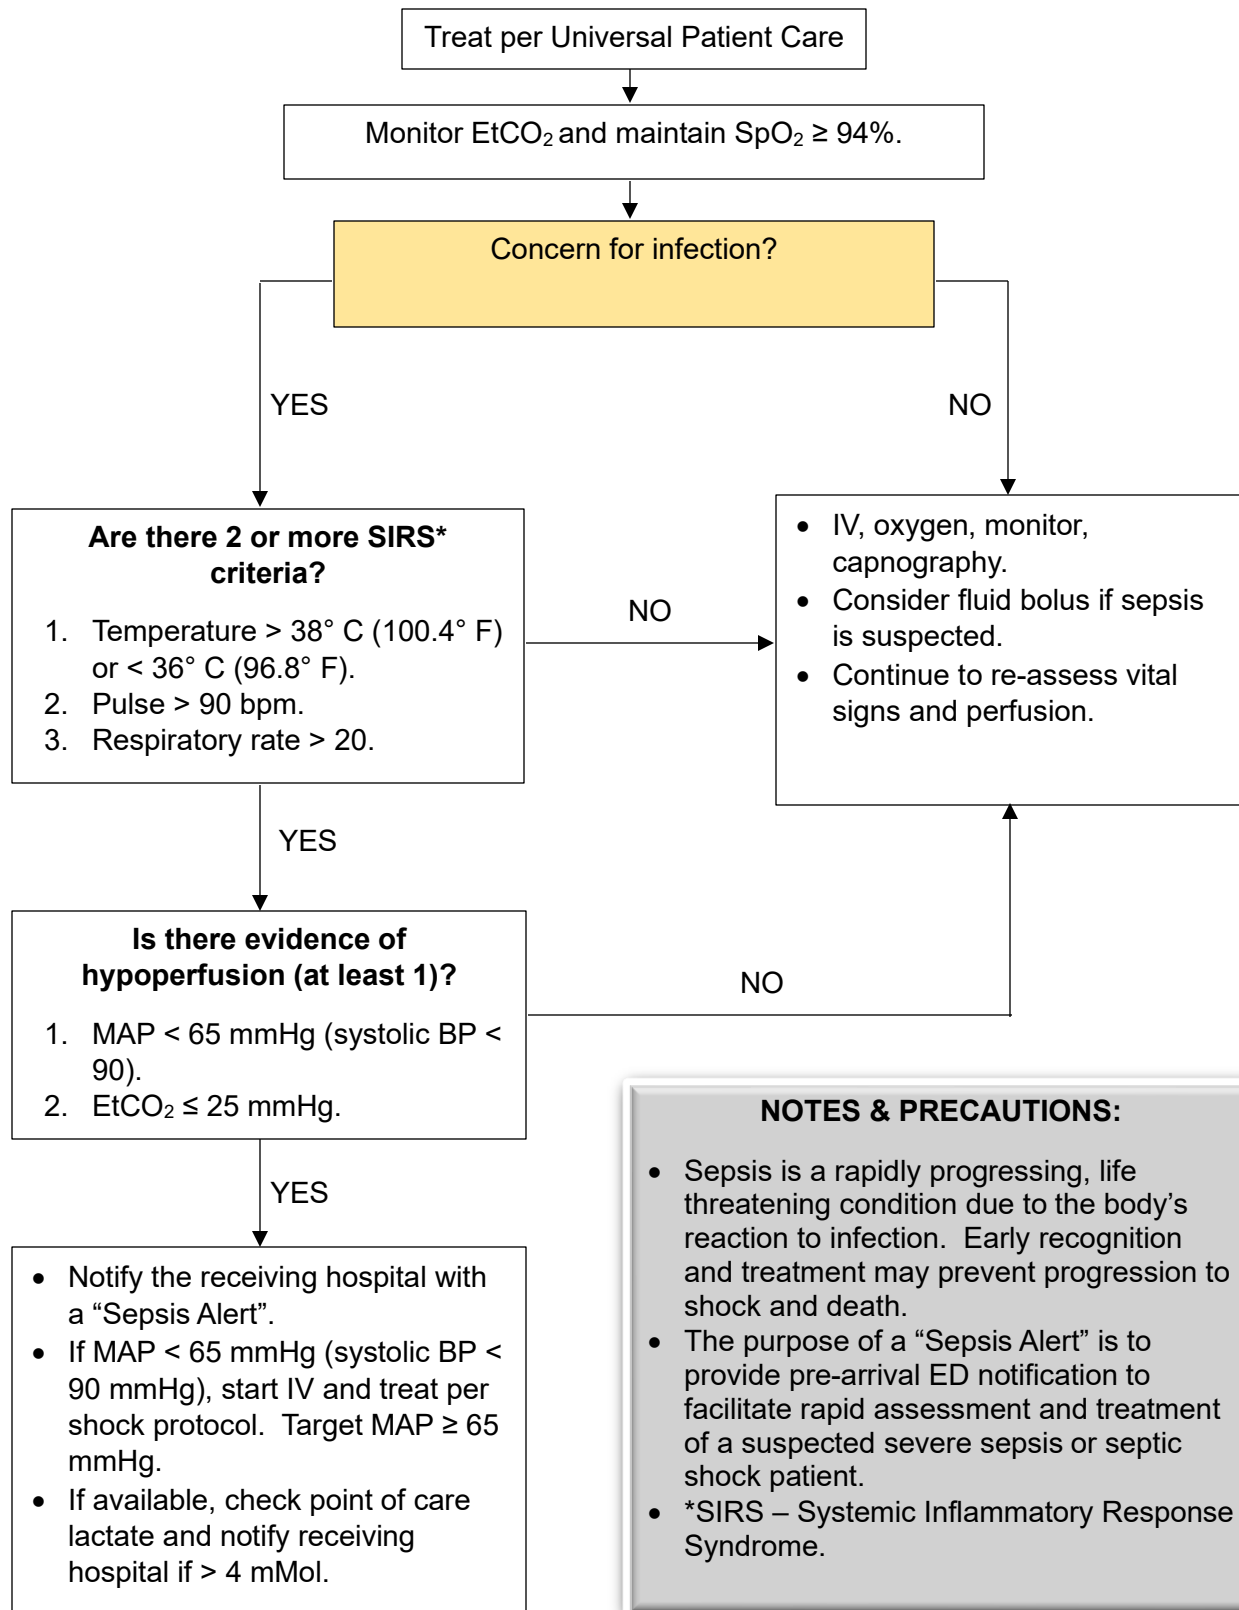 Treat per Universal Patient Care
Monitor EtCO₂ and maintain SpO₂ ≥ 94%.
Concern for infection?
YES
NO
Are there 2 or more SIRS*
criteria?
1. Temperature > 38° C (100.4° F)
or < 36° C (96.8° F).
2. Pulse > 90 bpm.
3. Respiratory rate > 20.
NO
• IV, oxygen, monitor,
capnography.
• Consider fluid bolus if sepsis
is suspected.
• Continue to re-assess vital
signs and perfusion.
YES
Is there evidence of
hypoperfusion (at least 1)?
1. MAP < 65 mmHg (systolic BP <
90).
2. EtCO₂ ≤ 25 mmHg.
NO
YES
• Notify the receiving hospital with
a “Sepsis Alert”.
• If MAP < 65 mmHg (systolic BP <
90 mmHg), start IV and treat per
shock protocol.  Target MAP ≥ 65
mmHg.
• If available, check point of care
lactate and notify receiving
hospital if > 4 mMol.
NOTES & PRECAUTIONS:
• Sepsis is a rapidly progressing, life
threatening condition due to the body’s
reaction to infection.  Early recognition
and treatment may prevent progression to
shock and death.
• The purpose of a “Sepsis Alert” is to
provide pre-arrival ED notification to
facilitate rapid assessment and treatment
of a suspected severe sepsis or septic
shock patient.
• *SIRS – Systemic Inflammatory Response
Syndrome.